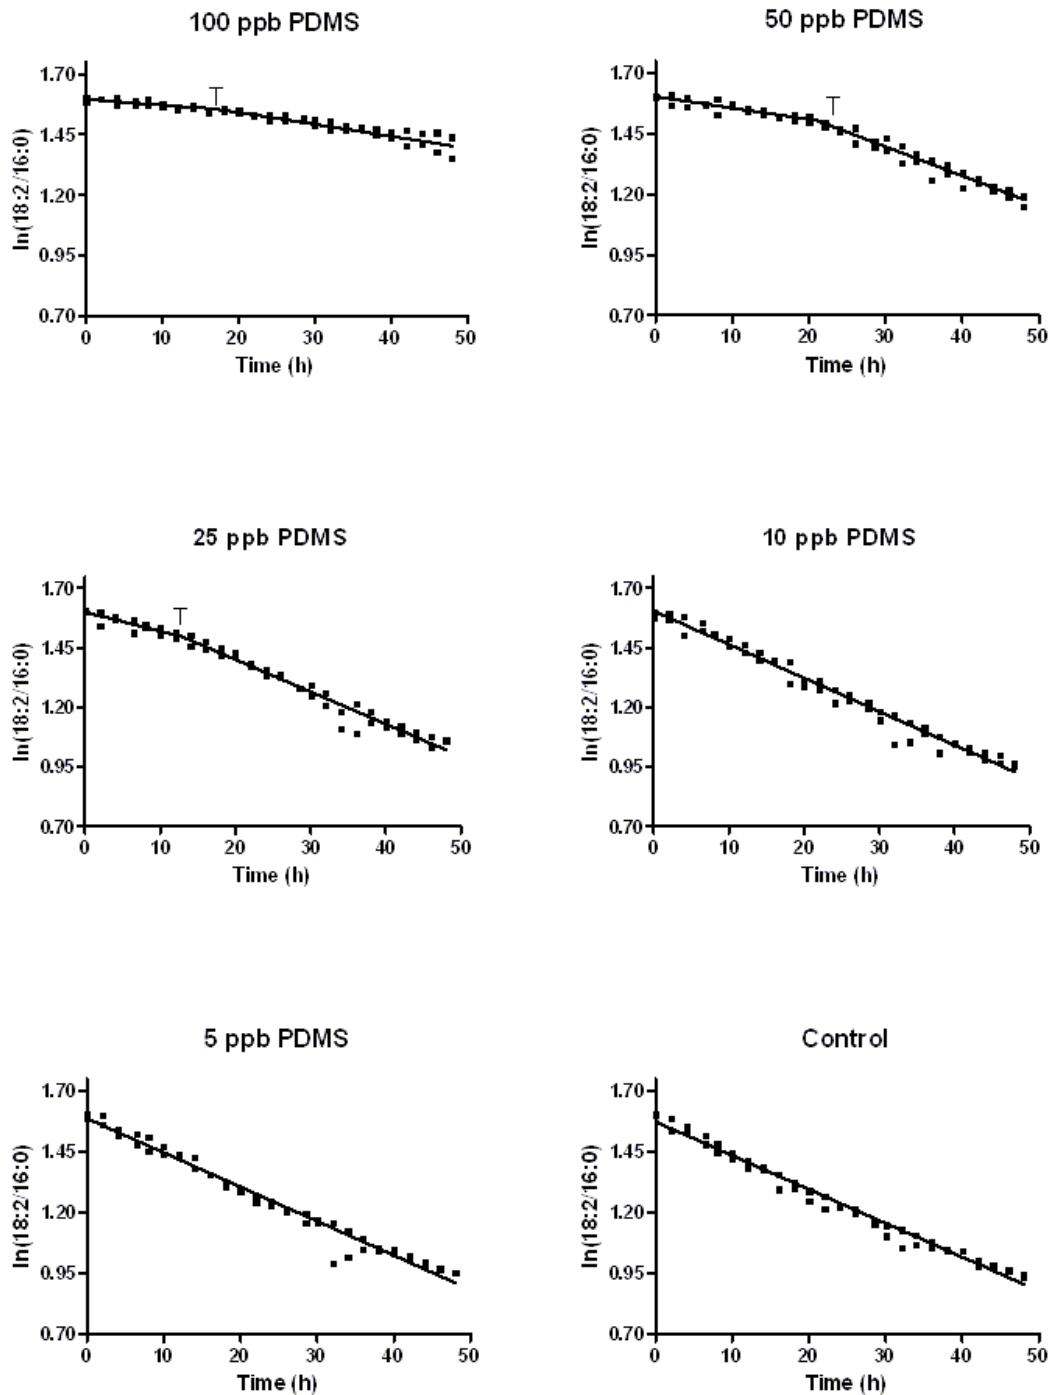 100 ppb PDMS
ln(18:2/16:0)
1.70
1.45
1.20
0.95
0.70
T
0 10 20 30 40 50
Time (h)
50 ppb PDMS
ln(18:2/16:0)
1.70
1.45
1.20
0.95
0.70
T
0 10 20 30 40 50
Time (h)
25 ppb PDMS
ln(18:2/16:0)
1.70
1.45
1.20
0.95
0.70
T
0 10 20 30 40 50
Time (h)
10 ppb PDMS
ln(18:2/16:0)
1.70
1.45
1.20
0.95
0.70
0 10 20 30 40 50
Time (h)
5 ppb PDMS
ln(18:2/16:0)
1.70
1.45
1.20
0.95
0.70
0 10 20 30 40 50
Time (h)
Control
ln(18:2/16:0)
1.70
1.45
1.20
0.95
0.70
0 10 20 30 40 50
Time (h)